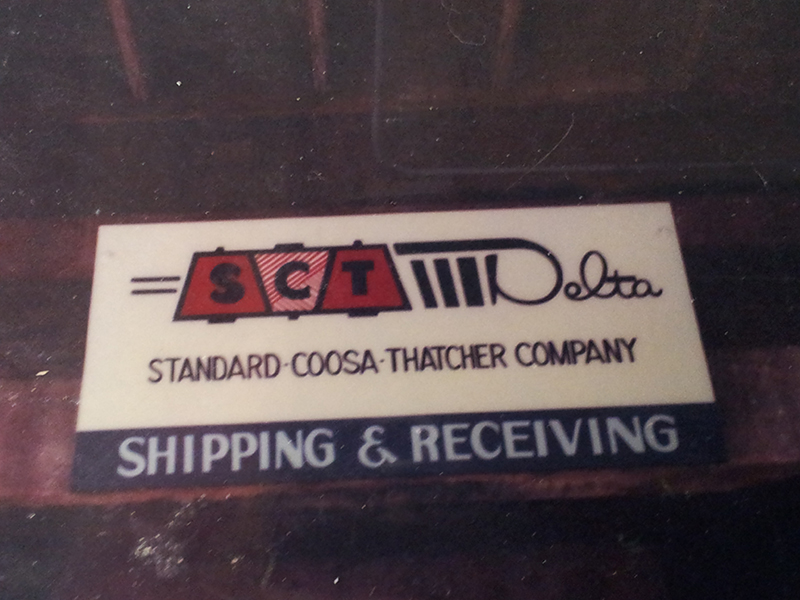 SCT Delta
STANDARD-COOSA-THATCHER COMPANY
SHIPPING & RECEIVING